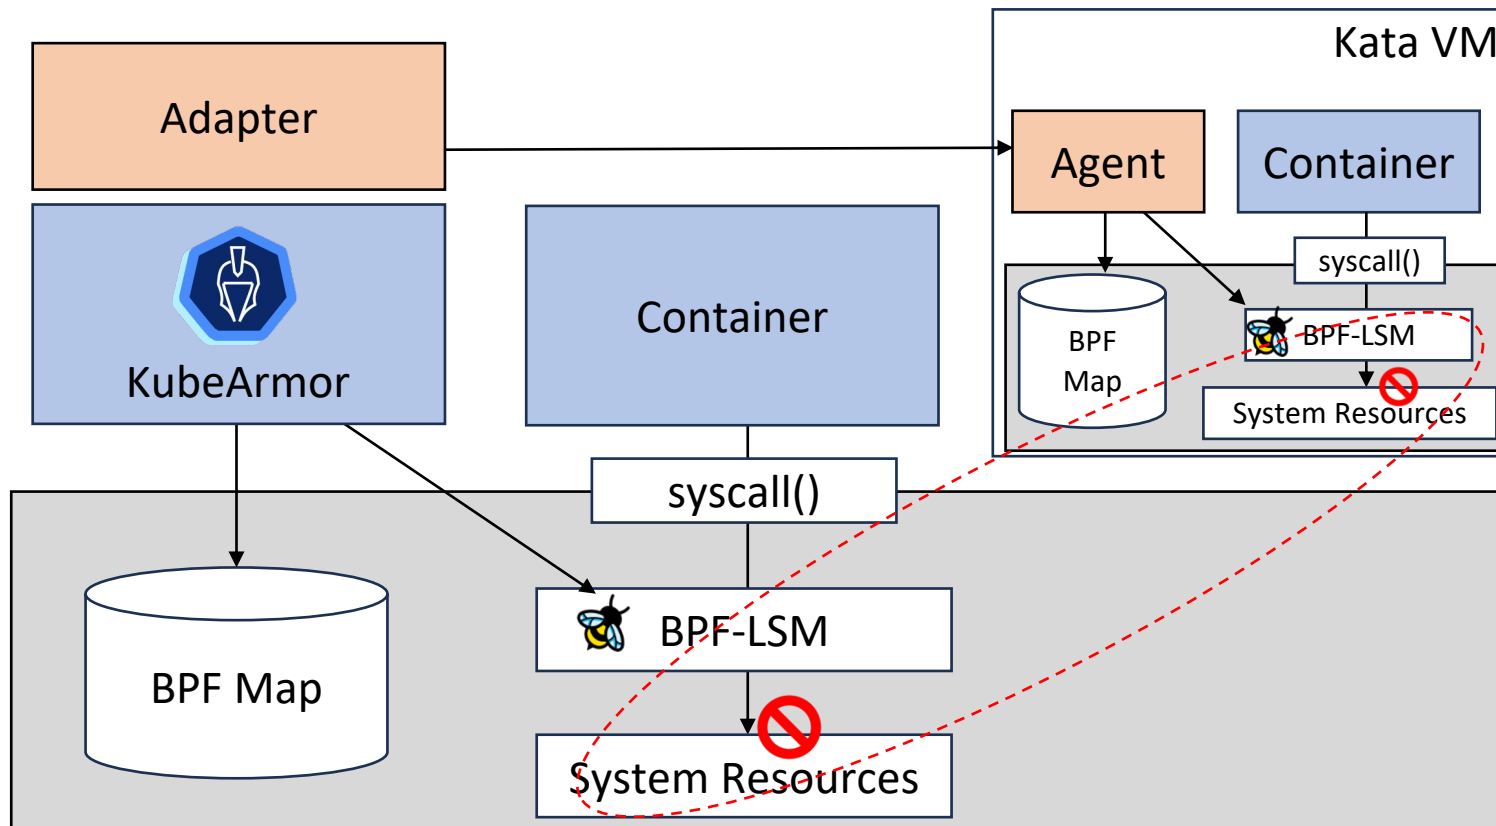 Kata VM
Adapter
Agent
Container
KubeArmor
Container
syscall()
BPF
Map
BPF-LSM
System Resources
syscall()
BPF Map
BPF-LSM
System Resources